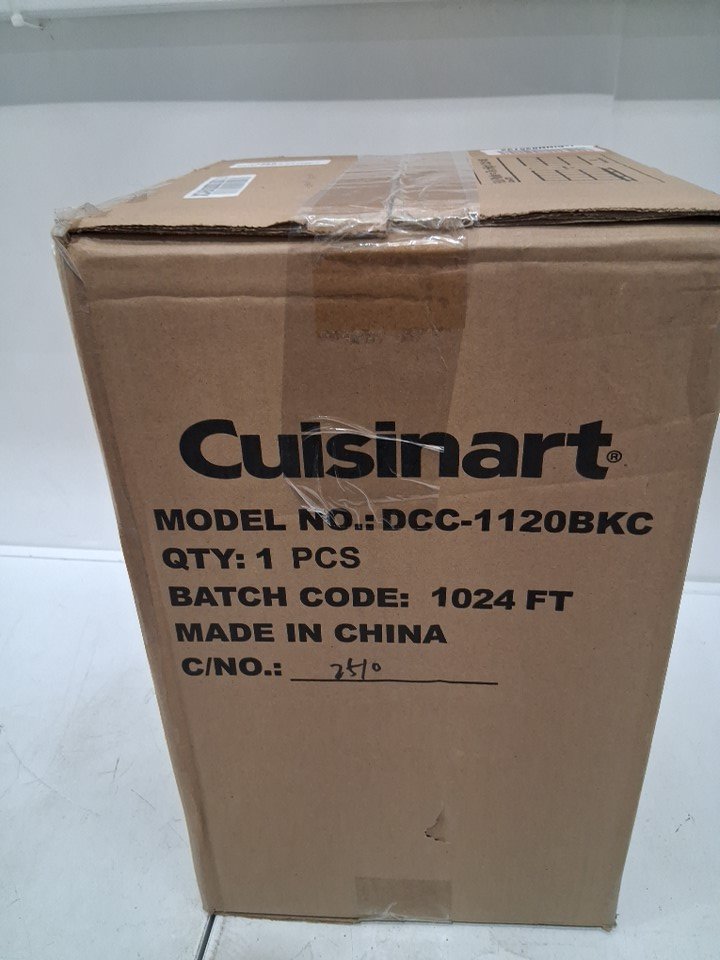 Cuisinart®
MODEL NO.: DCC-1120BKC
QTY: 1 PCS
BATCH CODE: 1024 FT
MADE IN CHINA
C/NO.: 2510